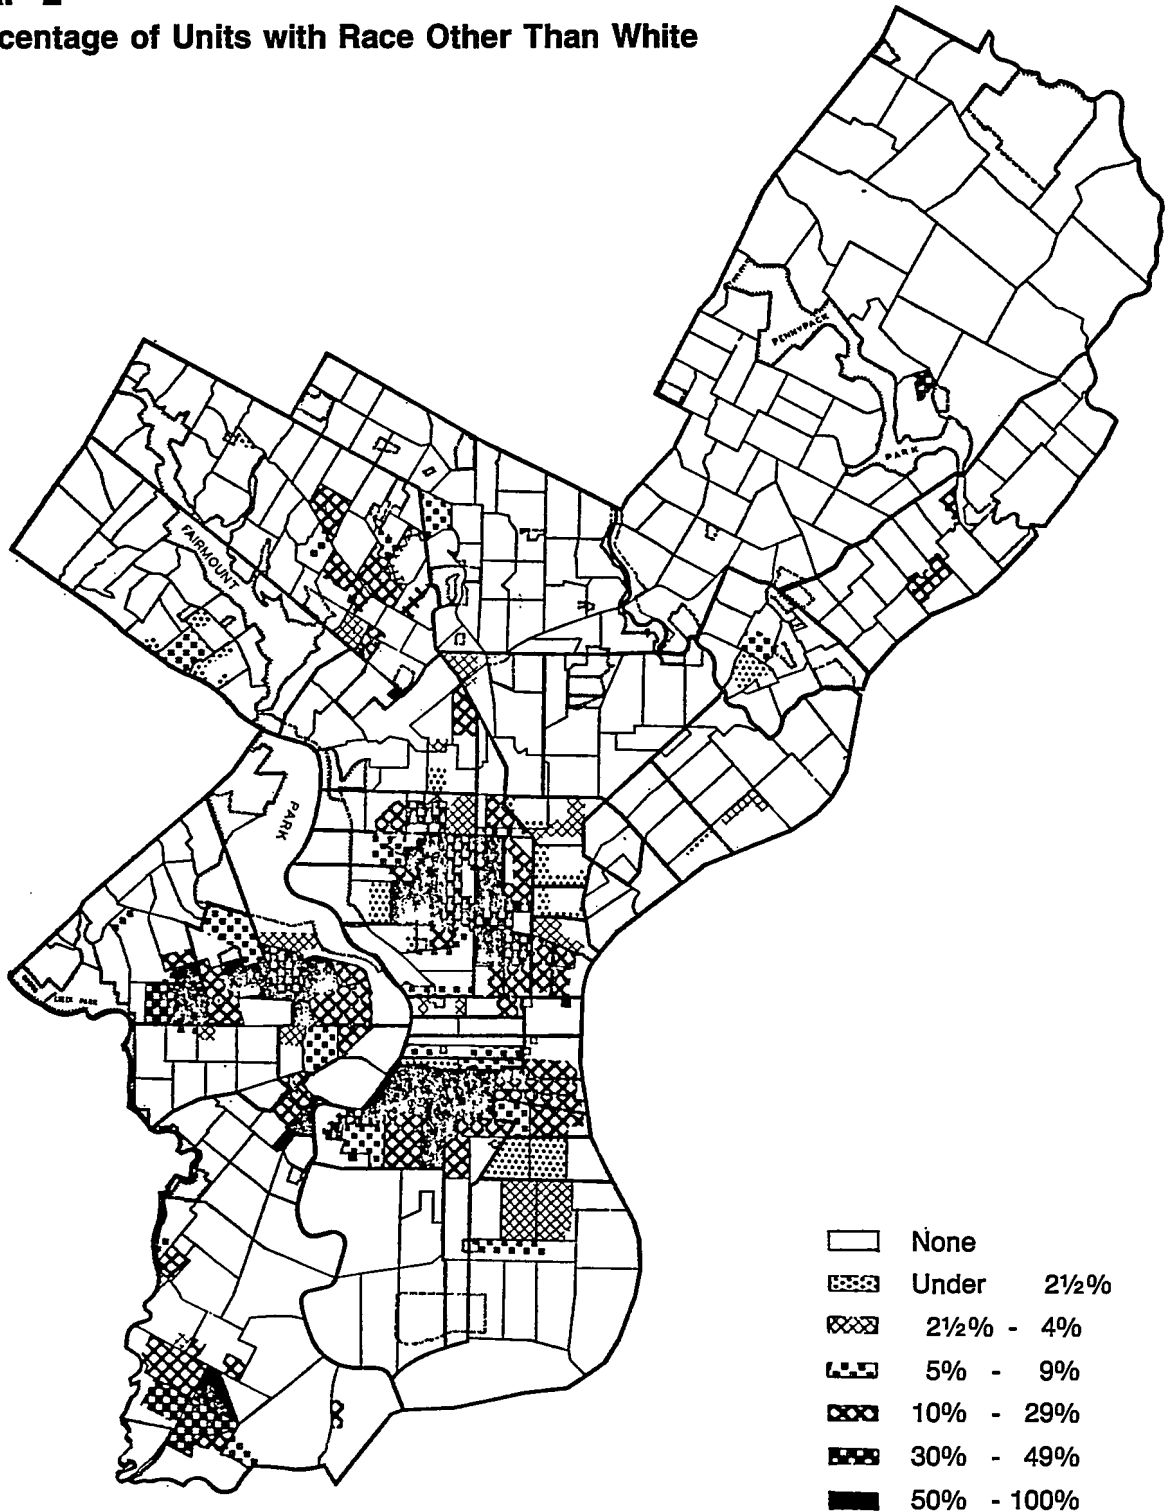 centage of Units with Race Other Than White
PENNYPACK
PARK
FAIRMOUNT
PARK
None
Under 2½%
2½% - 4%
5% - 9%
10% - 29%
30% - 49%
50% - 100%